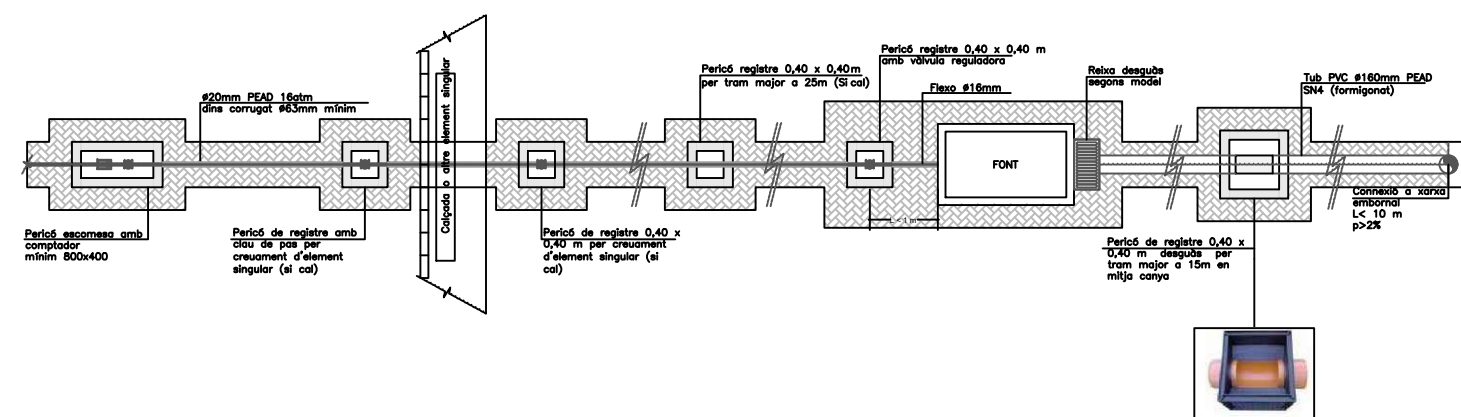 Pericó registre 0,40 x 0,40 m
amb vàlvula reguladora
Pericó registre 0,40 x 0,40m
per tram major a 25m (Si cal)
Reixa desguàs
segons model
Tub PVC Ø160mm PEAD
SN4 (formigonat)
Flexo Ø16mm
Ø20mm PEAD 16atm
dins corrugat Ø63mm mínim
Calçada o altre element singular
FONT
L< 1 m
Connexió a xarxa
embornal
L< 10 m
p>2%
Pericó escomesa amb
comptador
mínim 800x400
Pericó de registre amb
clau de pas per
creuament d'element
singular (si cal)
Pericó de registre 0,40 x
0,40 m per creuament
d'element singular (si
cal)
Pericó de registre 0,40 x
0,40 m desguàs per
tram major a 15m en
mitja canya